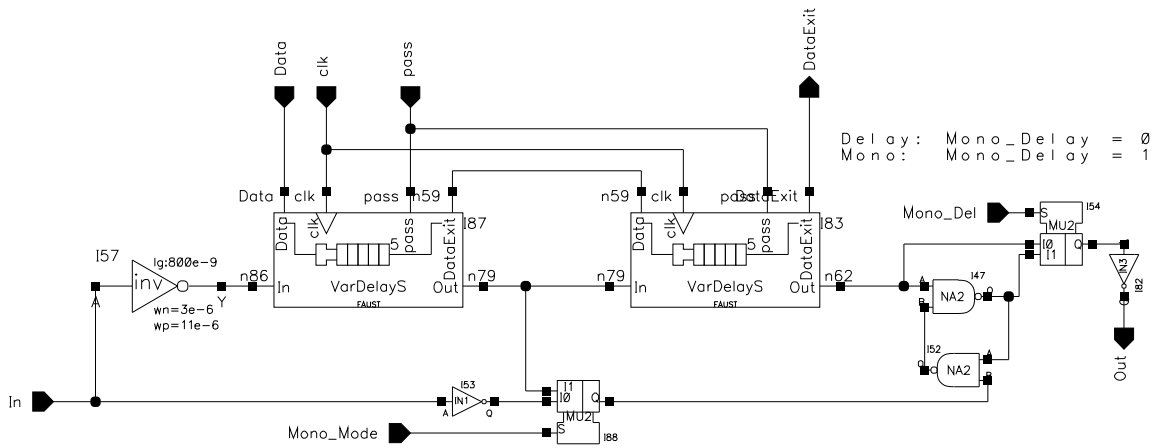 Data
clk
pass
DataExit
Delay: Mono_Delay = 0
Mono: Mono_Delay = 1
Data
clk
pass
n59
n59
clk
pass
DataExit
Data
clk
pass
DataExit
I87
5
Data
clk
pass
DataExit
I83
5
Mono_Del
S
I54
MU2
I0
I1
Q
I57
lg:800e-9
inv
A
Y
wn=3e-6
wp=11e-6
n86
In
VarDelayS
FAUST
Out
n79
n79
In
VarDelayS
FAUST
Out
n62
A
B
I47
NA2
Q
IN3
I82
Q
Out
I52
NA2
Q
A
B
In
A
I53
IN1
Q
I1
I0
Q
MU2
S
I88
Mono_Mode